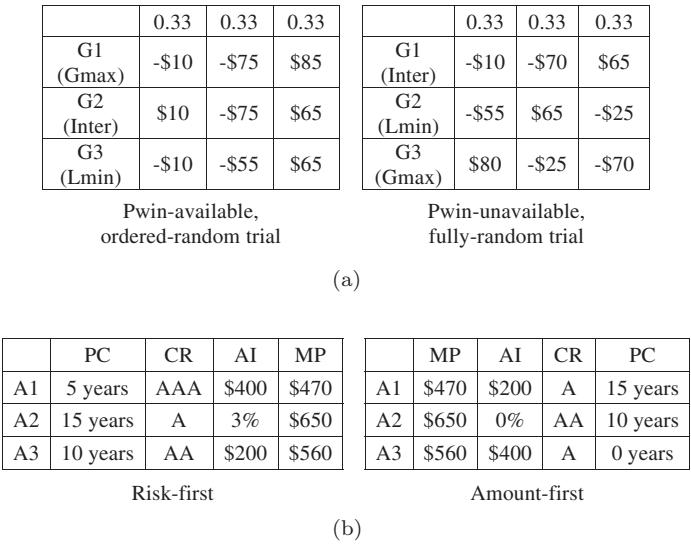 0.33 0.33 0.33
G1 (Gmax) -$10 -$75 $85
G2 (Inter) $10 -$75 $65
G3 (Lmin) -$10 -$55 $65
Pwin-available,
ordered-random trial
0.33 0.33 0.33
G1 (Inter) -$10 -$70 $65
G2 (Lmin) -$55 $65 -$25
G3 (Gmax) $80 -$25 -$70
Pwin-unavailable,
fully-random trial
(a)
PC CR AI MP
A1 5 years AAA $400 $470
A2 15 years A 3% $650
A3 10 years AA $200 $560
Risk-first
MP AI CR PC
A1 $470 $200 A 15 years
A2 $650 0% AA 10 years
A3 $560 $400 A 0 years
Amount-first
(b)